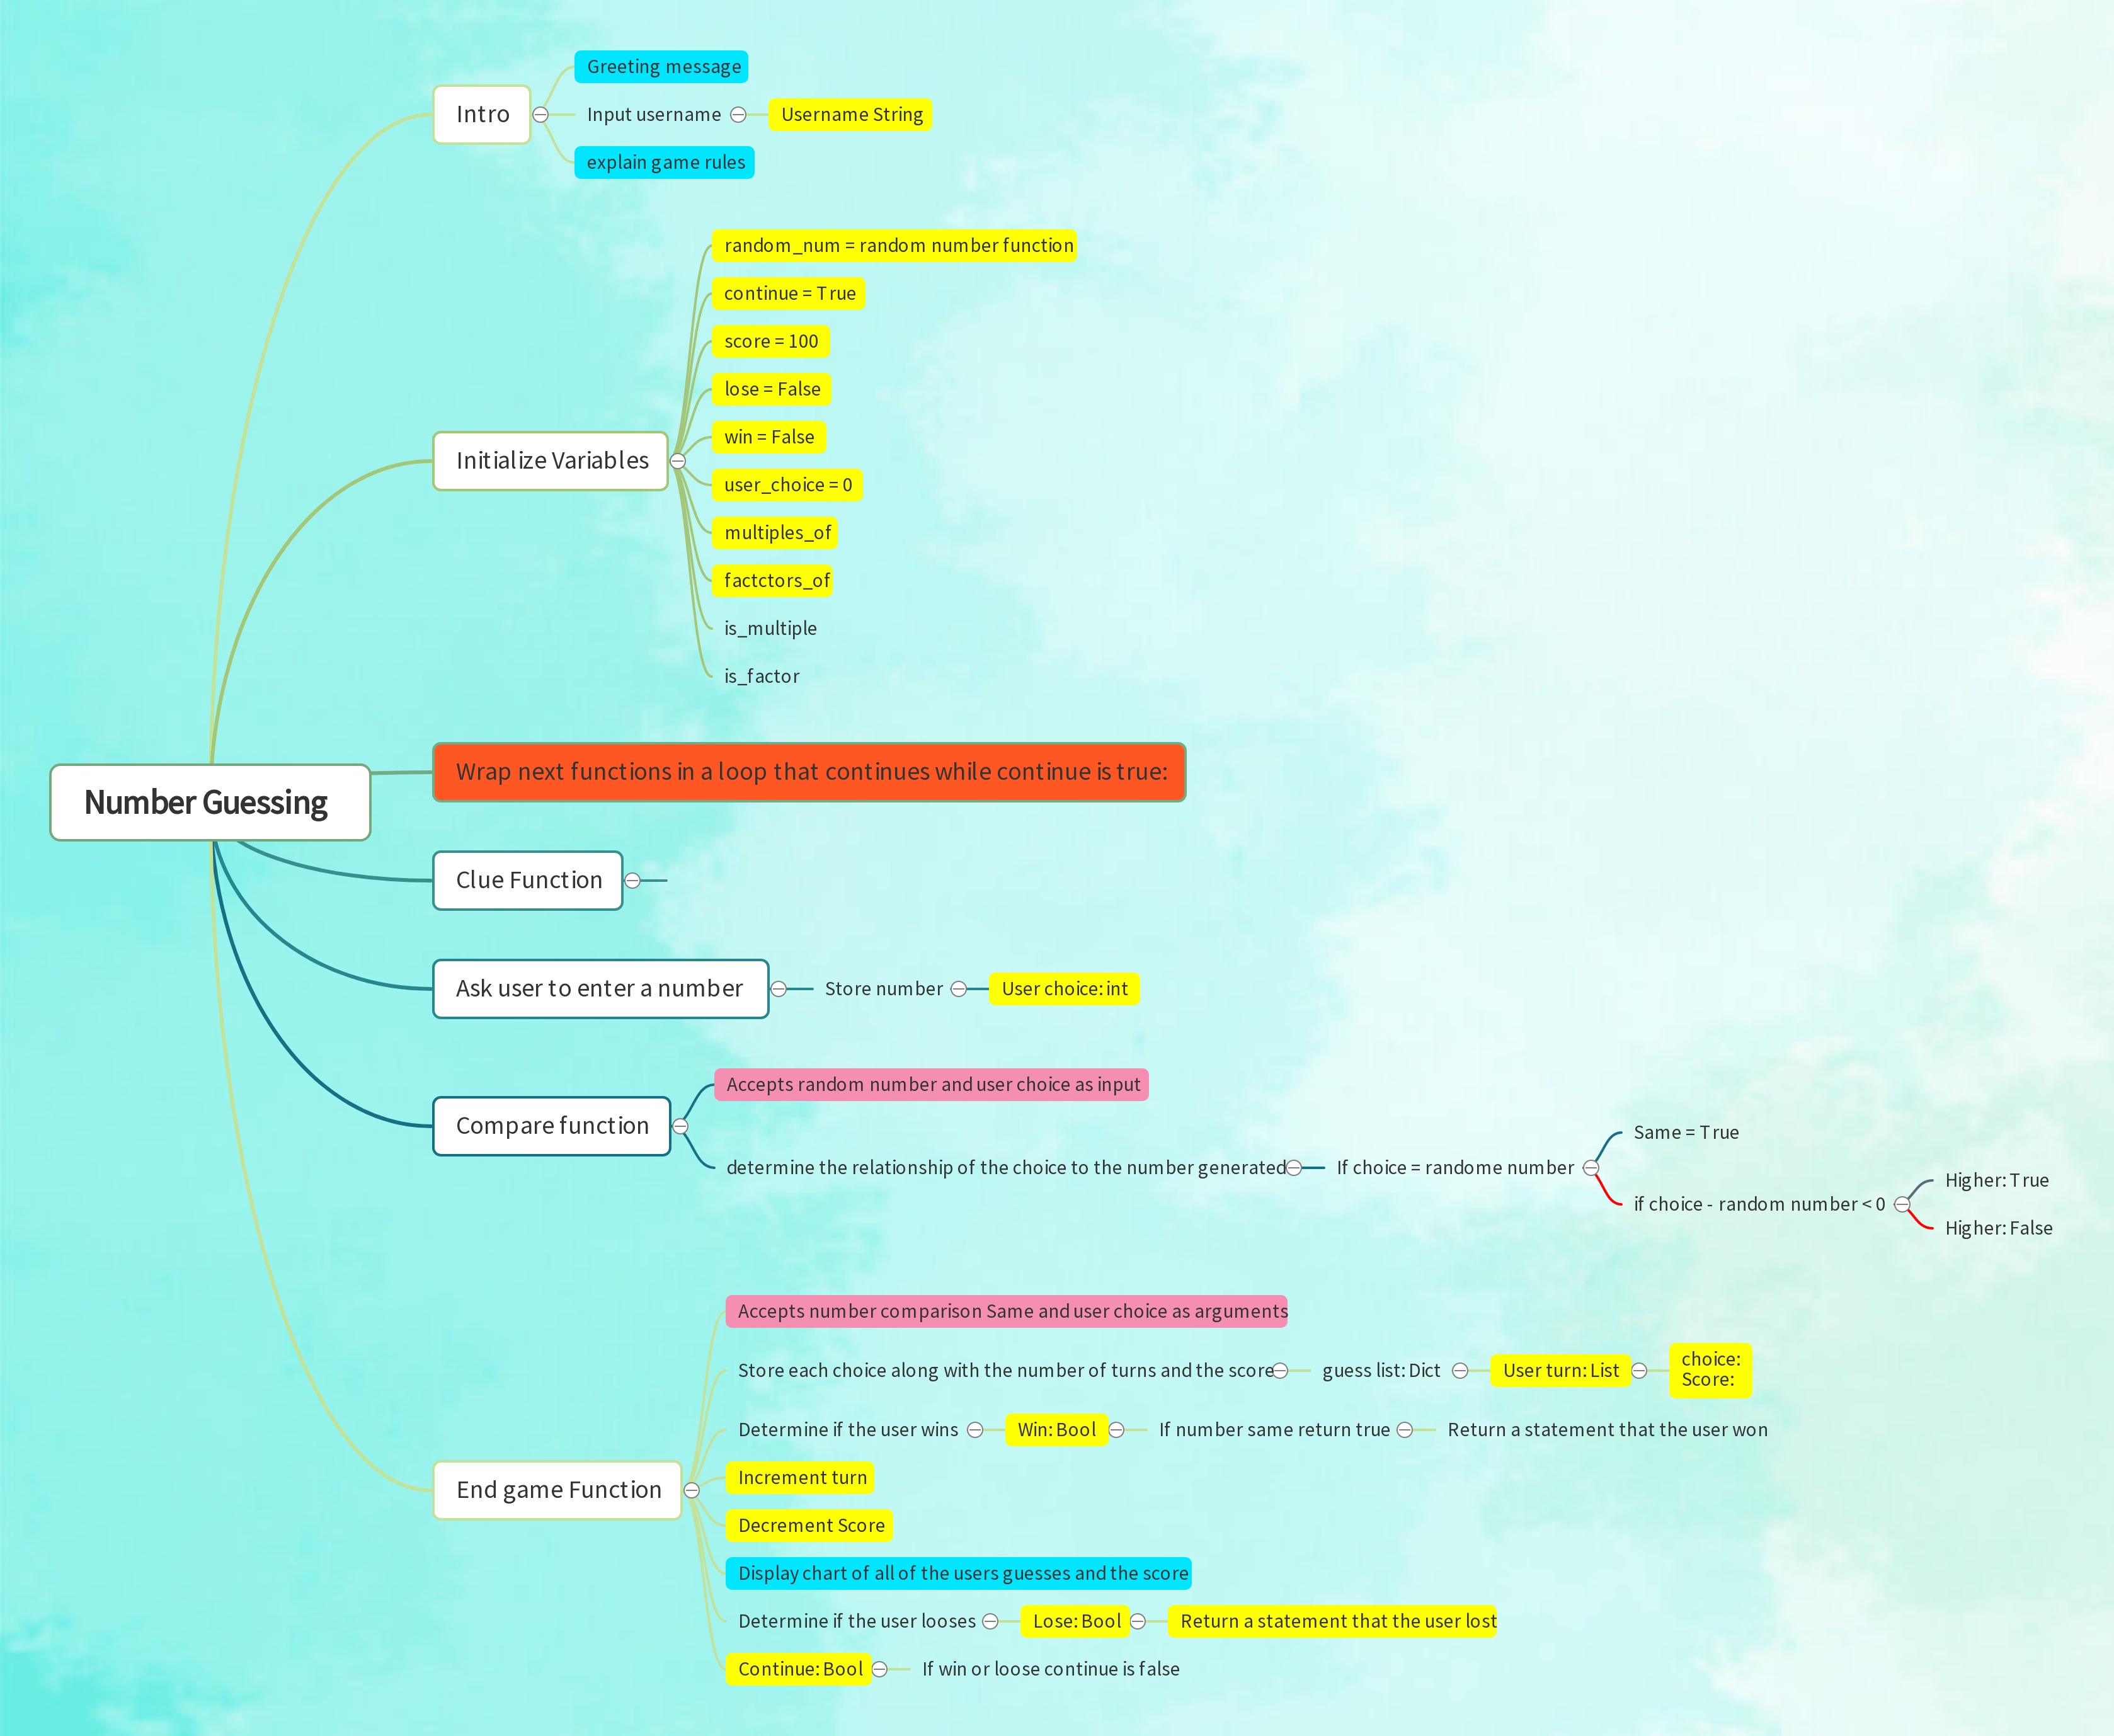 Greeting message
Intro
Input username
Username String
explain game rules
random_num = random number function
continue = True
score = 100
lose = False
win = False
Initialize Variables
user_choice = 0
multiples_of
factctors_of
is_multiple
is_factor
Wrap next functions in a loop that continues while continue is true:
Number Guessing
Clue Function
Ask user to enter a number
Store number
User choice: int
Accepts random number and user choice as input
Compare function
determine the relationship of the choice to the number generated
If choice = randome number
Same = True
if choice - random number < 0
Higher: True
Higher: False
Accepts number comparison Same and user choice as arguments
Store each choice along with the number of turns and the score
guess list: Dict
User turn: List
choice:
Score:
Determine if the user wins
Win: Bool
If number same return true
Return a statement that the user won
Increment turn
End game Function
Decrement Score
Display chart of all of the users guesses and the score
Determine if the user looses
Lose: Bool
Return a statement that the user lost
Continue: Bool
If win or loose continue is false